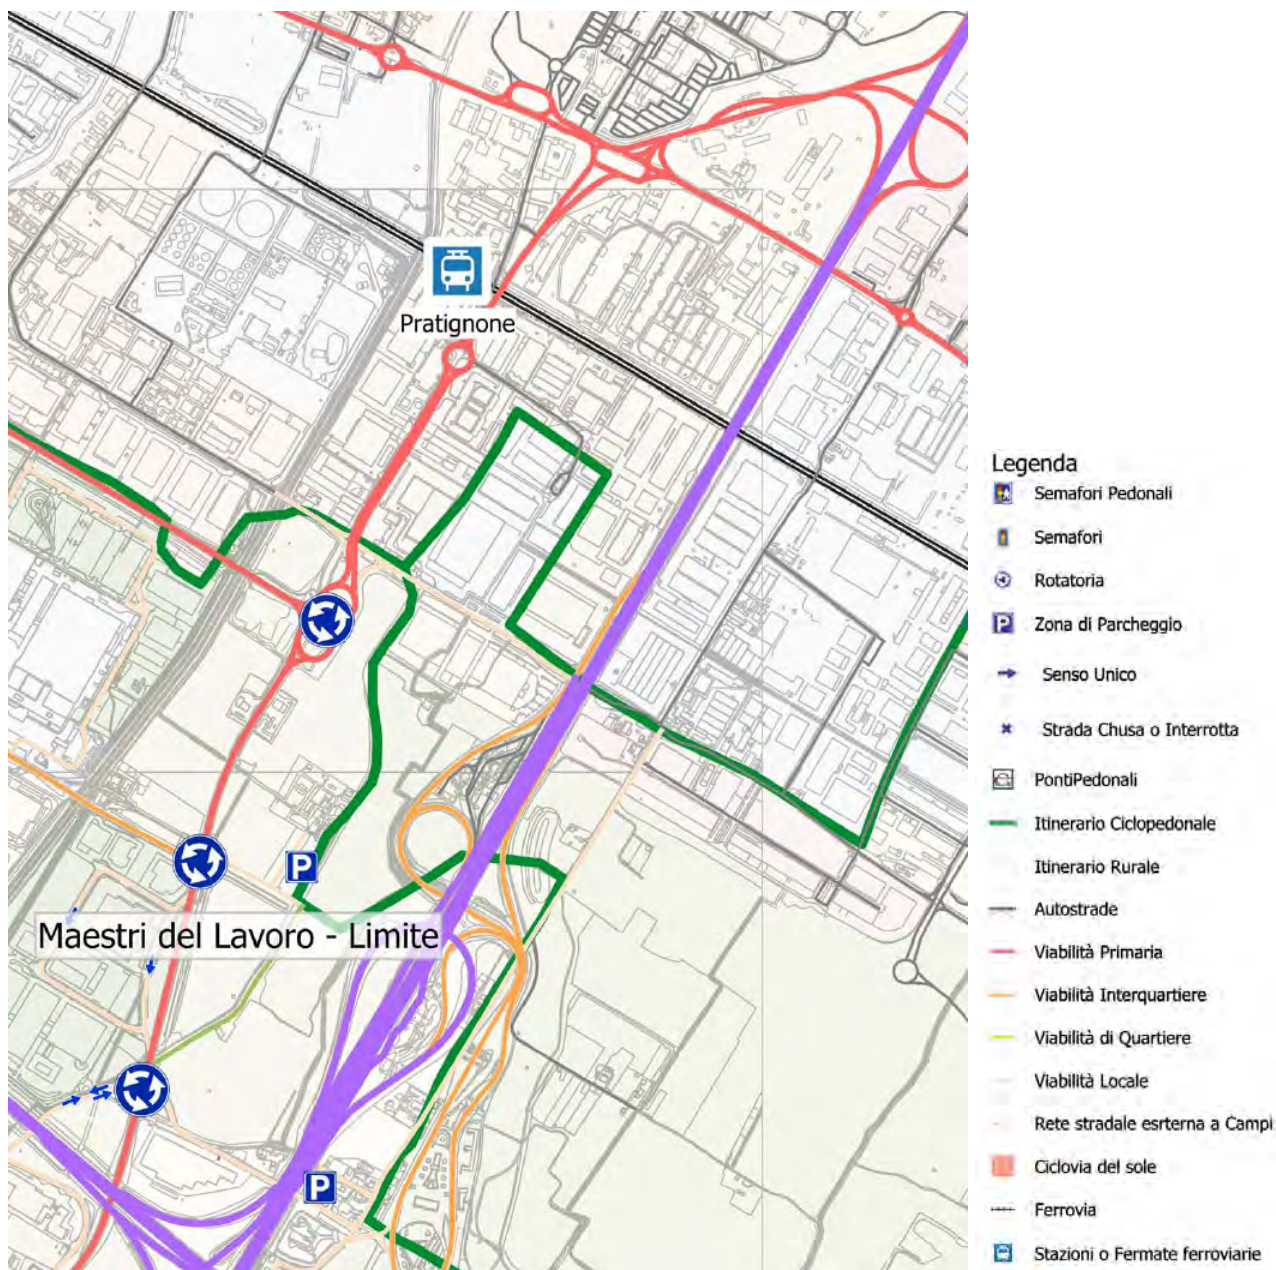 Pratignone
Maestri del Lavoro - Limite
P
P
Legenda
Semafori Pedonali
Semafori
Rotatoria
P Zona di Parcheggio
Senso Unico
Strada Chusa o Interrotta
PontiPedonali
Itinerario Ciclopedonale
Itinerario Rurale
Autostrade
Viabilità Primaria
Viabilità Interquartiere
Viabilità di Quartiere
Viabilità Locale
Rete stradale esrterna a Campi
Ciclovia del sole
Ferrovia
Stazioni o Fermate ferroviarie